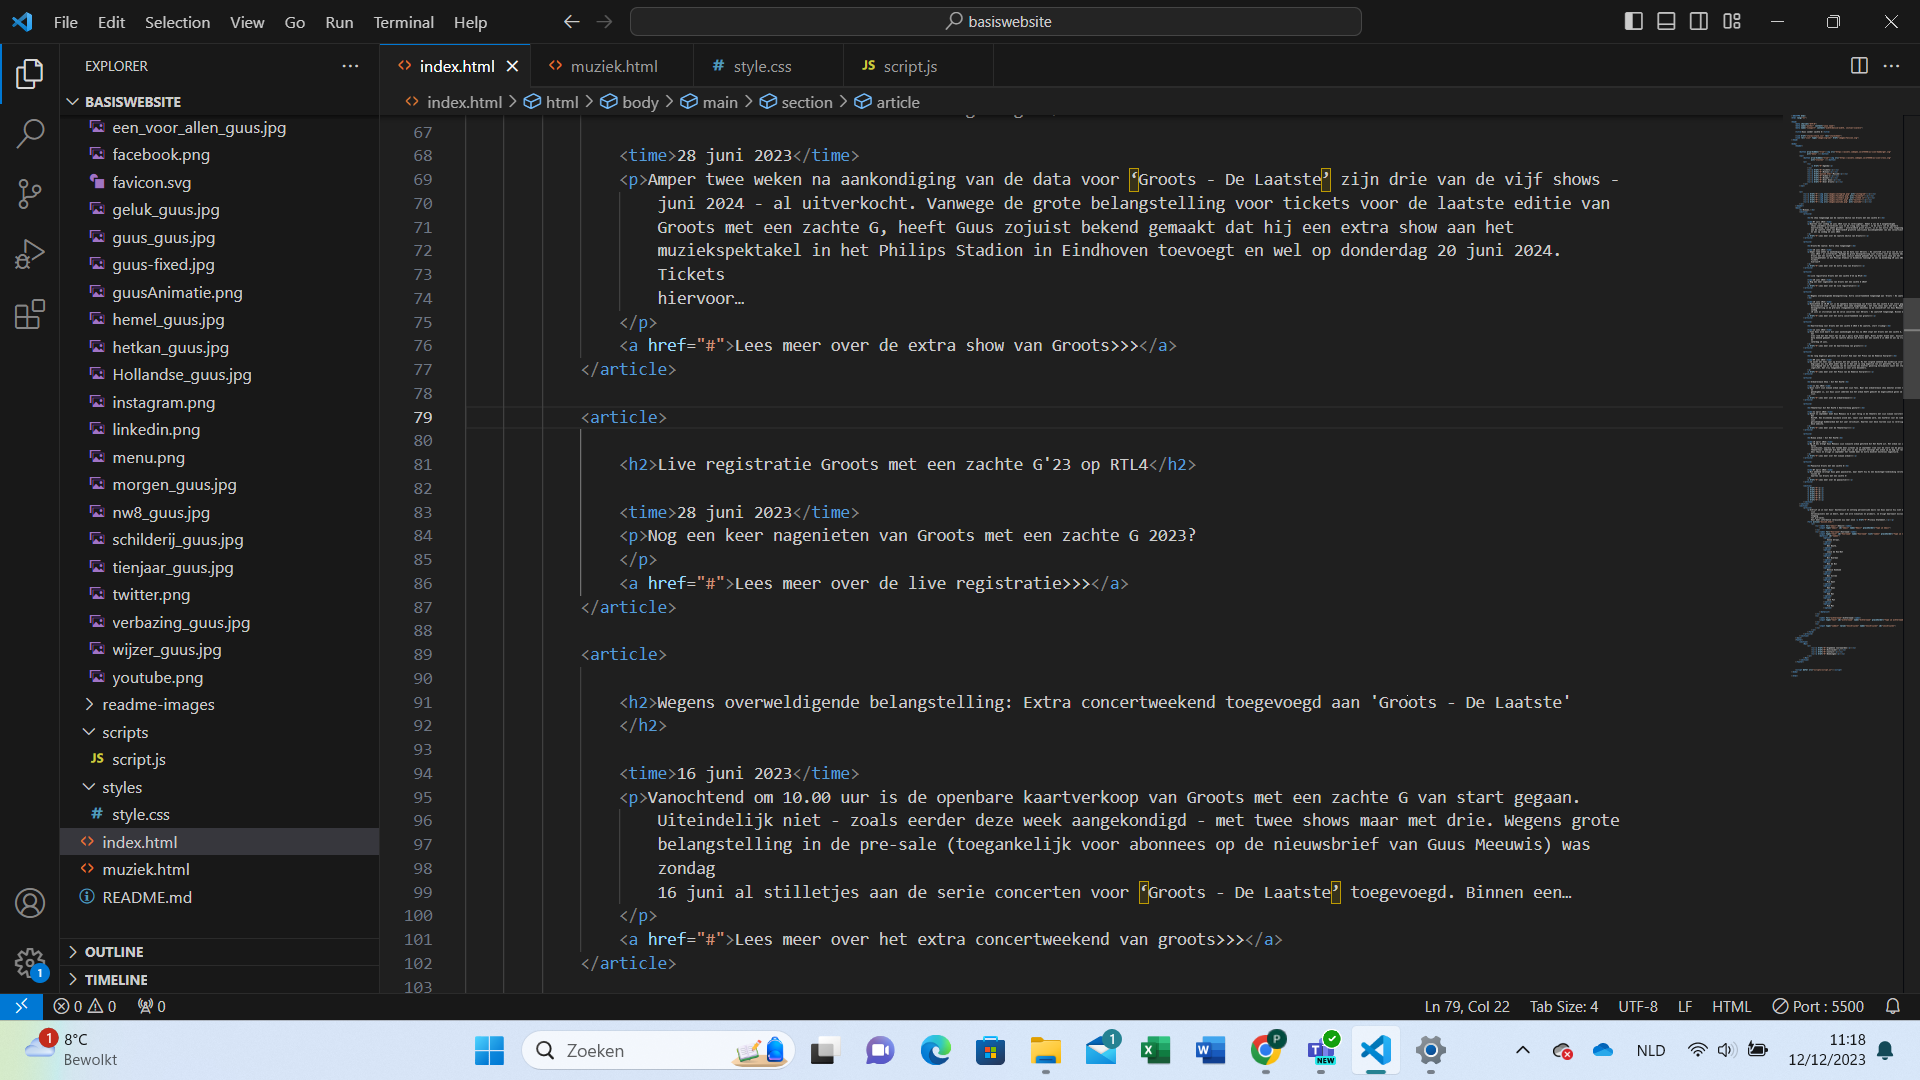 File Edit Selection View Go Run Terminal Help
basiswebsite
EXPLORER
index.html
muziek.html
# style.css
JS script.js
BASISWEBSITE
index.html > html > body > main > section > article
een_voor_allen_guus.jpg
facebook.png
favicon.svg
geluk_guus.jpg
guus_guus.jpg
guus-fixed.jpg
guusAnimatie.png
hemel_guus.jpg
hetkan_guus.jpg
Hollandse_guus.jpg
instagram.png
linkedin.png
menu.png
morgen_guus.jpg
nw8_guus.jpg
schilderij_guus.jpg
tienjaar_guus.jpg
twitter.png
verbazing_guus.jpg
wijzer_guus.jpg
youtube.png
readme-images
scripts
JS script.js
styles
# style.css
index.html
muziek.html
README.md
OUTLINE
TIMELINE
1
67
68 <time>28 juni 2023</time>
69 <p>Amper twee weken na aankondiging van de data voor ‘Groots - De Laatste’ zijn drie van de vijf shows -
70 juni 2024 - al uitverkocht. Vanwege de grote belangstelling voor tickets voor de laatste editie van
71 Groots met een zachte G, heeft Guus zojuist bekend gemaakt dat hij een extra show aan het
72 muziekspektakel in het Philips Stadion in Eindhoven toevoegt en wel op donderdag 20 juni 2024.
73 Tickets
74 hiervoor…
75 </p>
76 <a href="#">Lees meer over de extra show van Groots>>></a>
77 </article>
78
79 <article>
80
81 <h2>Live registratie Groots met een zachte G'23 op RTL4</h2>
82
83 <time>28 juni 2023</time>
84 <p>Nog een keer nagenieten van Groots met een zachte G 2023?
85 </p>
86 <a href="#">Lees meer over de live registratie>>></a>
87 </article>
88
89 <article>
90
91 <h2>Wegens overweldigende belangstelling: Extra concertweekend toegevoegd aan 'Groots - De Laatste'
92 </h2>
93
94 <time>16 juni 2023</time>
95 <p>Vanochtend om 10.00 uur is de openbare kaartverkoop van Groots met een zachte G van start gegaan.
96 Uiteindelijk niet - zoals eerder deze week aangekondigd - met twee shows maar met drie. Wegens grote
97 belangstelling in de pre-sale (toegankelijk voor abonnees op de nieuwsbrief van Guus Meeuwis) was
98 zondag
99 16 juni al stilletjes aan de serie concerten voor ‘Groots - De Laatste’ toegevoegd. Binnen een…
100 </p>
101 <a href="#">Lees meer over het extra concertweekend van groots>>></a>
102 </article>
103
0 0 0
Ln 79, Col 22 Tab Size: 4 UTF-8 LF HTML Port : 5500
1
8°C
Bewolkt
Zoeken
1
P
NEW
NLD
11:18
12/12/2023